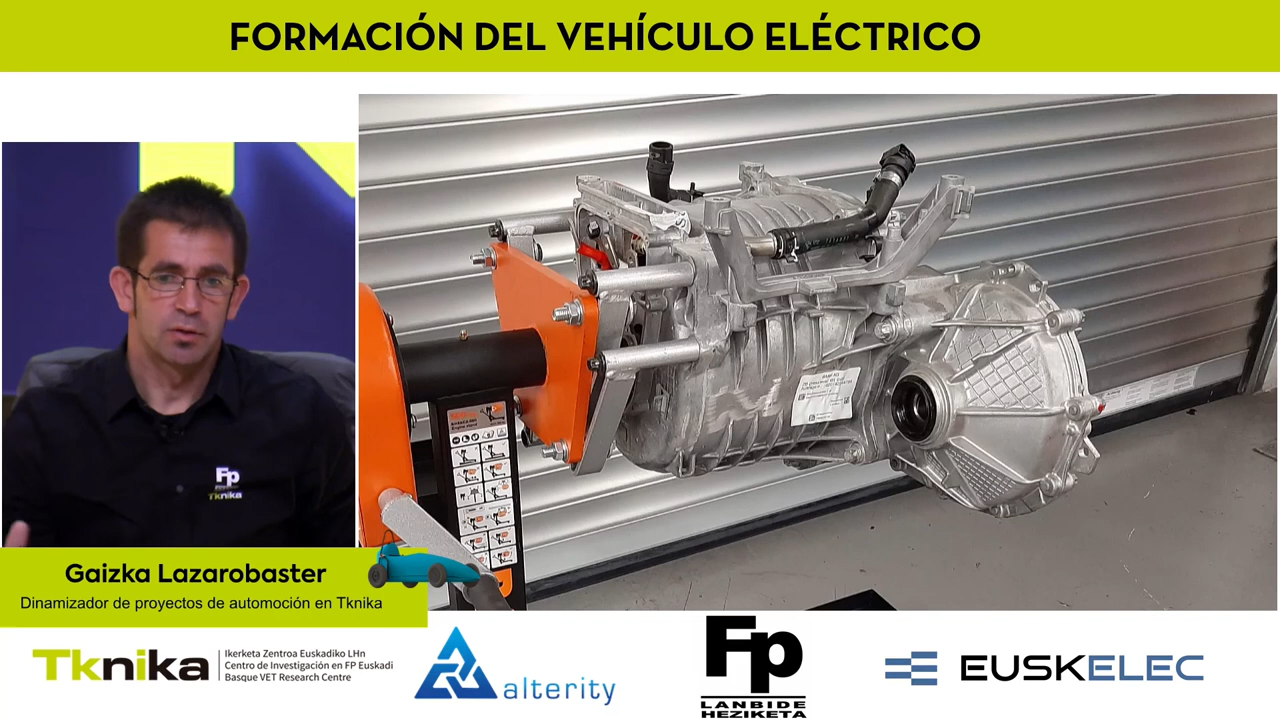 FORMACIÓN DEL VEHÍCULO ELÉCTRICO
Fp
Tknika
Gaizka Lazarobaster
Dinamizador de proyectos de automoción en Tknika
Tknika
Ikerketa Zentroa Euskadiko LHn
Centro de Investigación en FP Euskadi
Basque VET Research Centre
alterity
Fp
LANBIDE
HEZIKETA
EUSKELEC